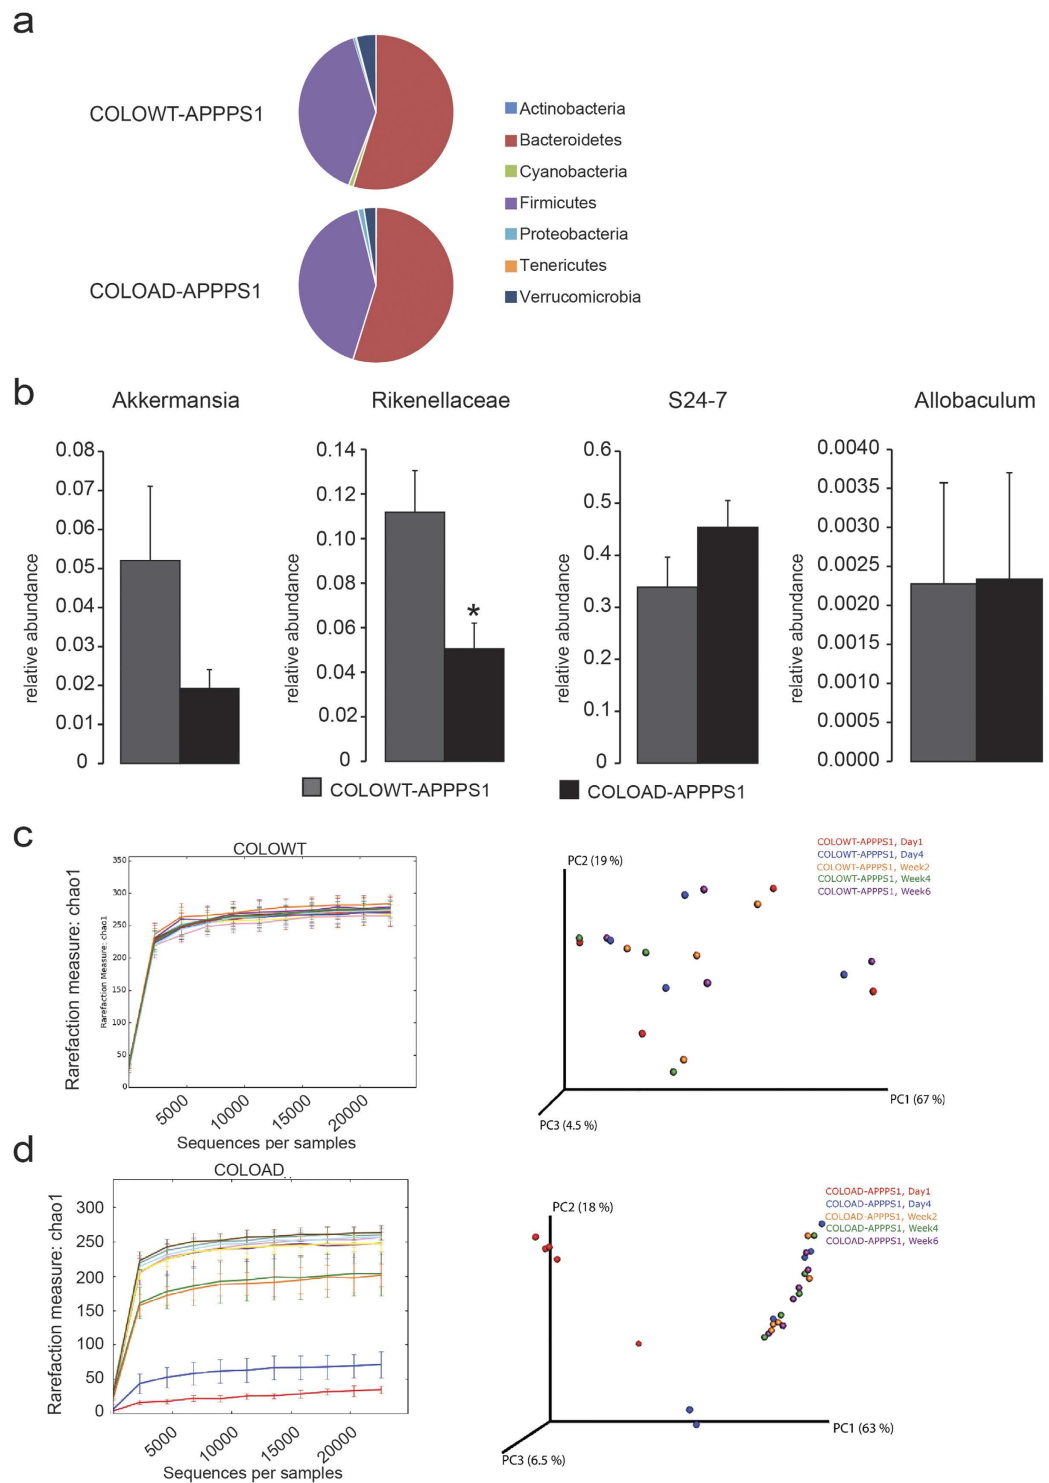 a
COLOWT-APPPS1
COLOAD-APPPS1
Actinobacteria
Bacteroidetes
Cyanobacteria
Firmicutes
Proteobacteria
Tenericutes
Verrucomicrobia
b
Akkermansia
relative abundance
0.08
0.07
0.06
0.05
0.04
0.03
0.02
0.01
0
Rikenellaceae
relative abundance
0.14
0.12
0.10
0.08
0.06
0.04
0.02
0
*
S24-7
relative abundance
0.6
0.5
0.4
0.3
0.2
0.1
0
Allobaculum
relative abundance
0.0040
0.0035
0.0030
0.0025
0.0020
0.0015
0.0010
0.0005
0.0000
COLOWT-APPPS1
COLOAD-APPPS1
c
COLOWT
Rarefaction measure: chao1
Rarefaction Measure: chao1
350
300
250
200
150
100
50
0
5000
10000
15000
20000
Sequences per samples
PC2 (19 %)
PC1 (67 %)
PC3 (4.5 %)
COLOWT-APPPS1, Day1
COLOWT-APPPS1, Day4
COLOWT-APPPS1, Week2
COLOWT-APPPS1, Week4
COLOWT-APPPS1, Week6
d
COLOAD
Rarefaction measure: chao1
300
250
200
150
100
50
0
5000
10000
15000
20000
Sequences per samples
PC2 (18 %)
PC1 (63 %)
PC3 (6.5 %)
COLOAD-APPPS1, Day1
COLOAD-APPPS1, Day4
COLOAD-APPPS1, Week2
COLOAD-APPPS1, Week4
COLOAD-APPPS1, Week6